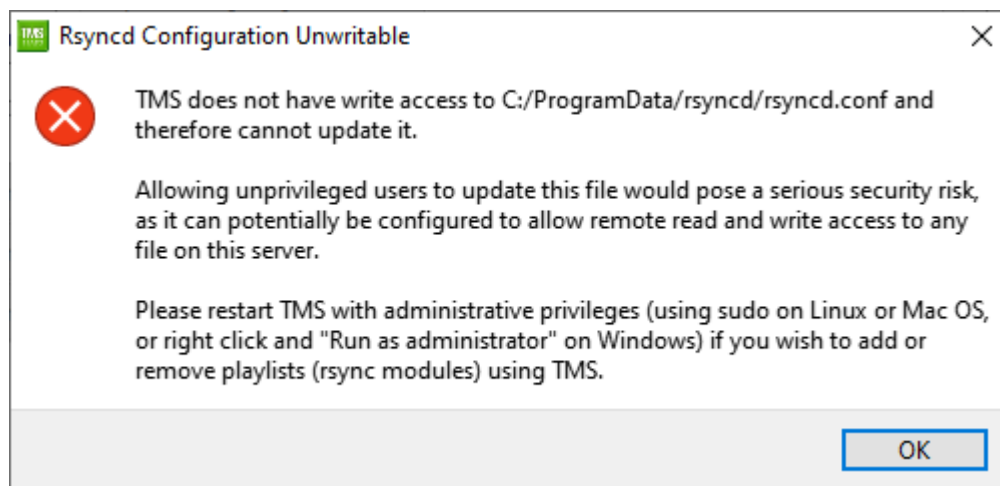 TMS
Rsyncd Configuration Unwritable
TMS does not have write access to C:/ProgramData/rsyncd/rsyncd.conf and
therefore cannot update it.
Allowing unprivileged users to update this file would pose a serious security risk,
as it can potentially be configured to allow remote read and write access to any
file on this server.
Please restart TMS with administrative privileges (using sudo on Linux or Mac OS,
or right click and "Run as administrator" on Windows) if you wish to add or
remove playlists (rsync modules) using TMS.
OK